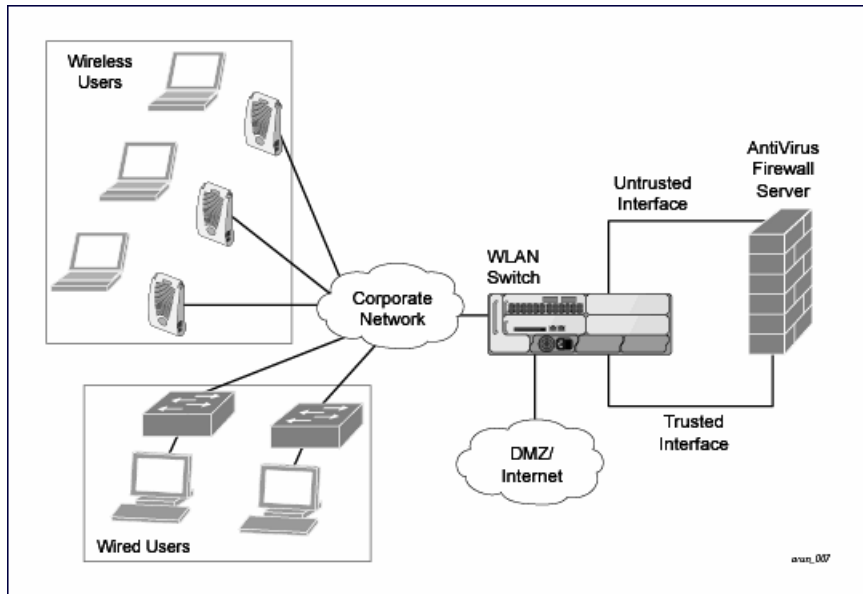 Wireless
Users
AntiVirus
Firewall
Server
Untrusted
Interface
WLAN
Switch
Corporate
Network
Trusted
Interface
DMZ/
Internet
Wired Users
arun_007